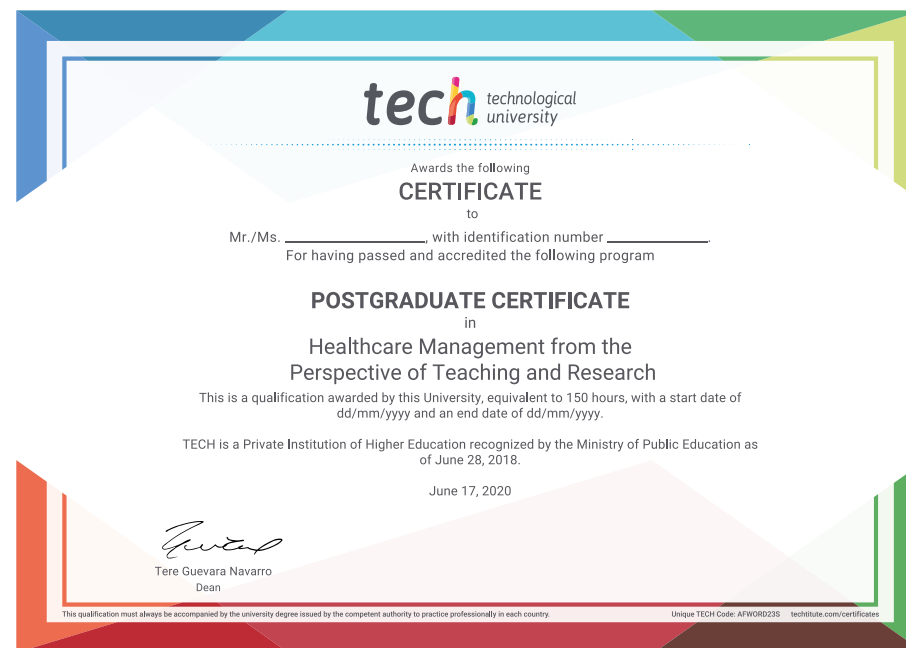 tech technological
university
Awards the following
CERTIFICATE
to
Mr./Ms. ____________________, with identification number ______________.
For having passed and accredited the following program
POSTGRADUATE CERTIFICATE
in
Healthcare Management from the
Perspective of Teaching and Research
This is a qualification awarded by this University, equivalent to 150 hours, with a start date of
dd/mm/yyyy and an end date of dd/mm/yyyy.
TECH is a Private Institution of Higher Education recognized by the Ministry of Public Education as
of June 28, 2018.
June 17, 2020
Tere Guevara Navarro
Dean
This qualification must always be accompanied by the university degree issued by the competent authority to practice professionally in each country. Unique TECH Code: AFWORD23S techtitute.com/certificates